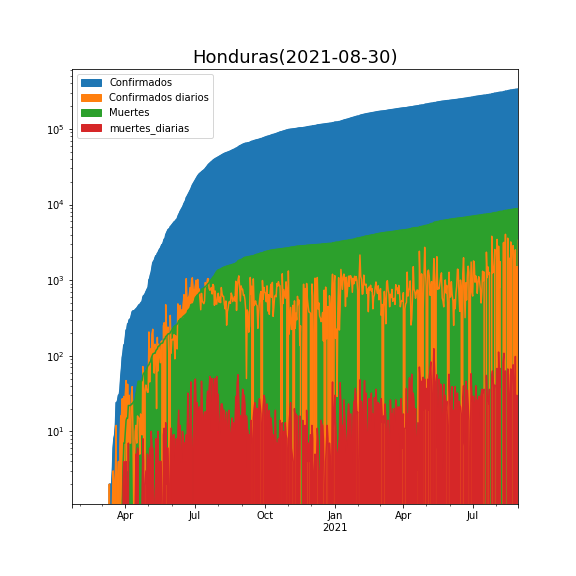 Honduras(2021-08-30)
Confirmados
Confirmados diarios
Muertes
muertes_diarias
10^5
10^4
10^3
10^2
10^1
Apr Jul Oct Jan Apr Jul
2021